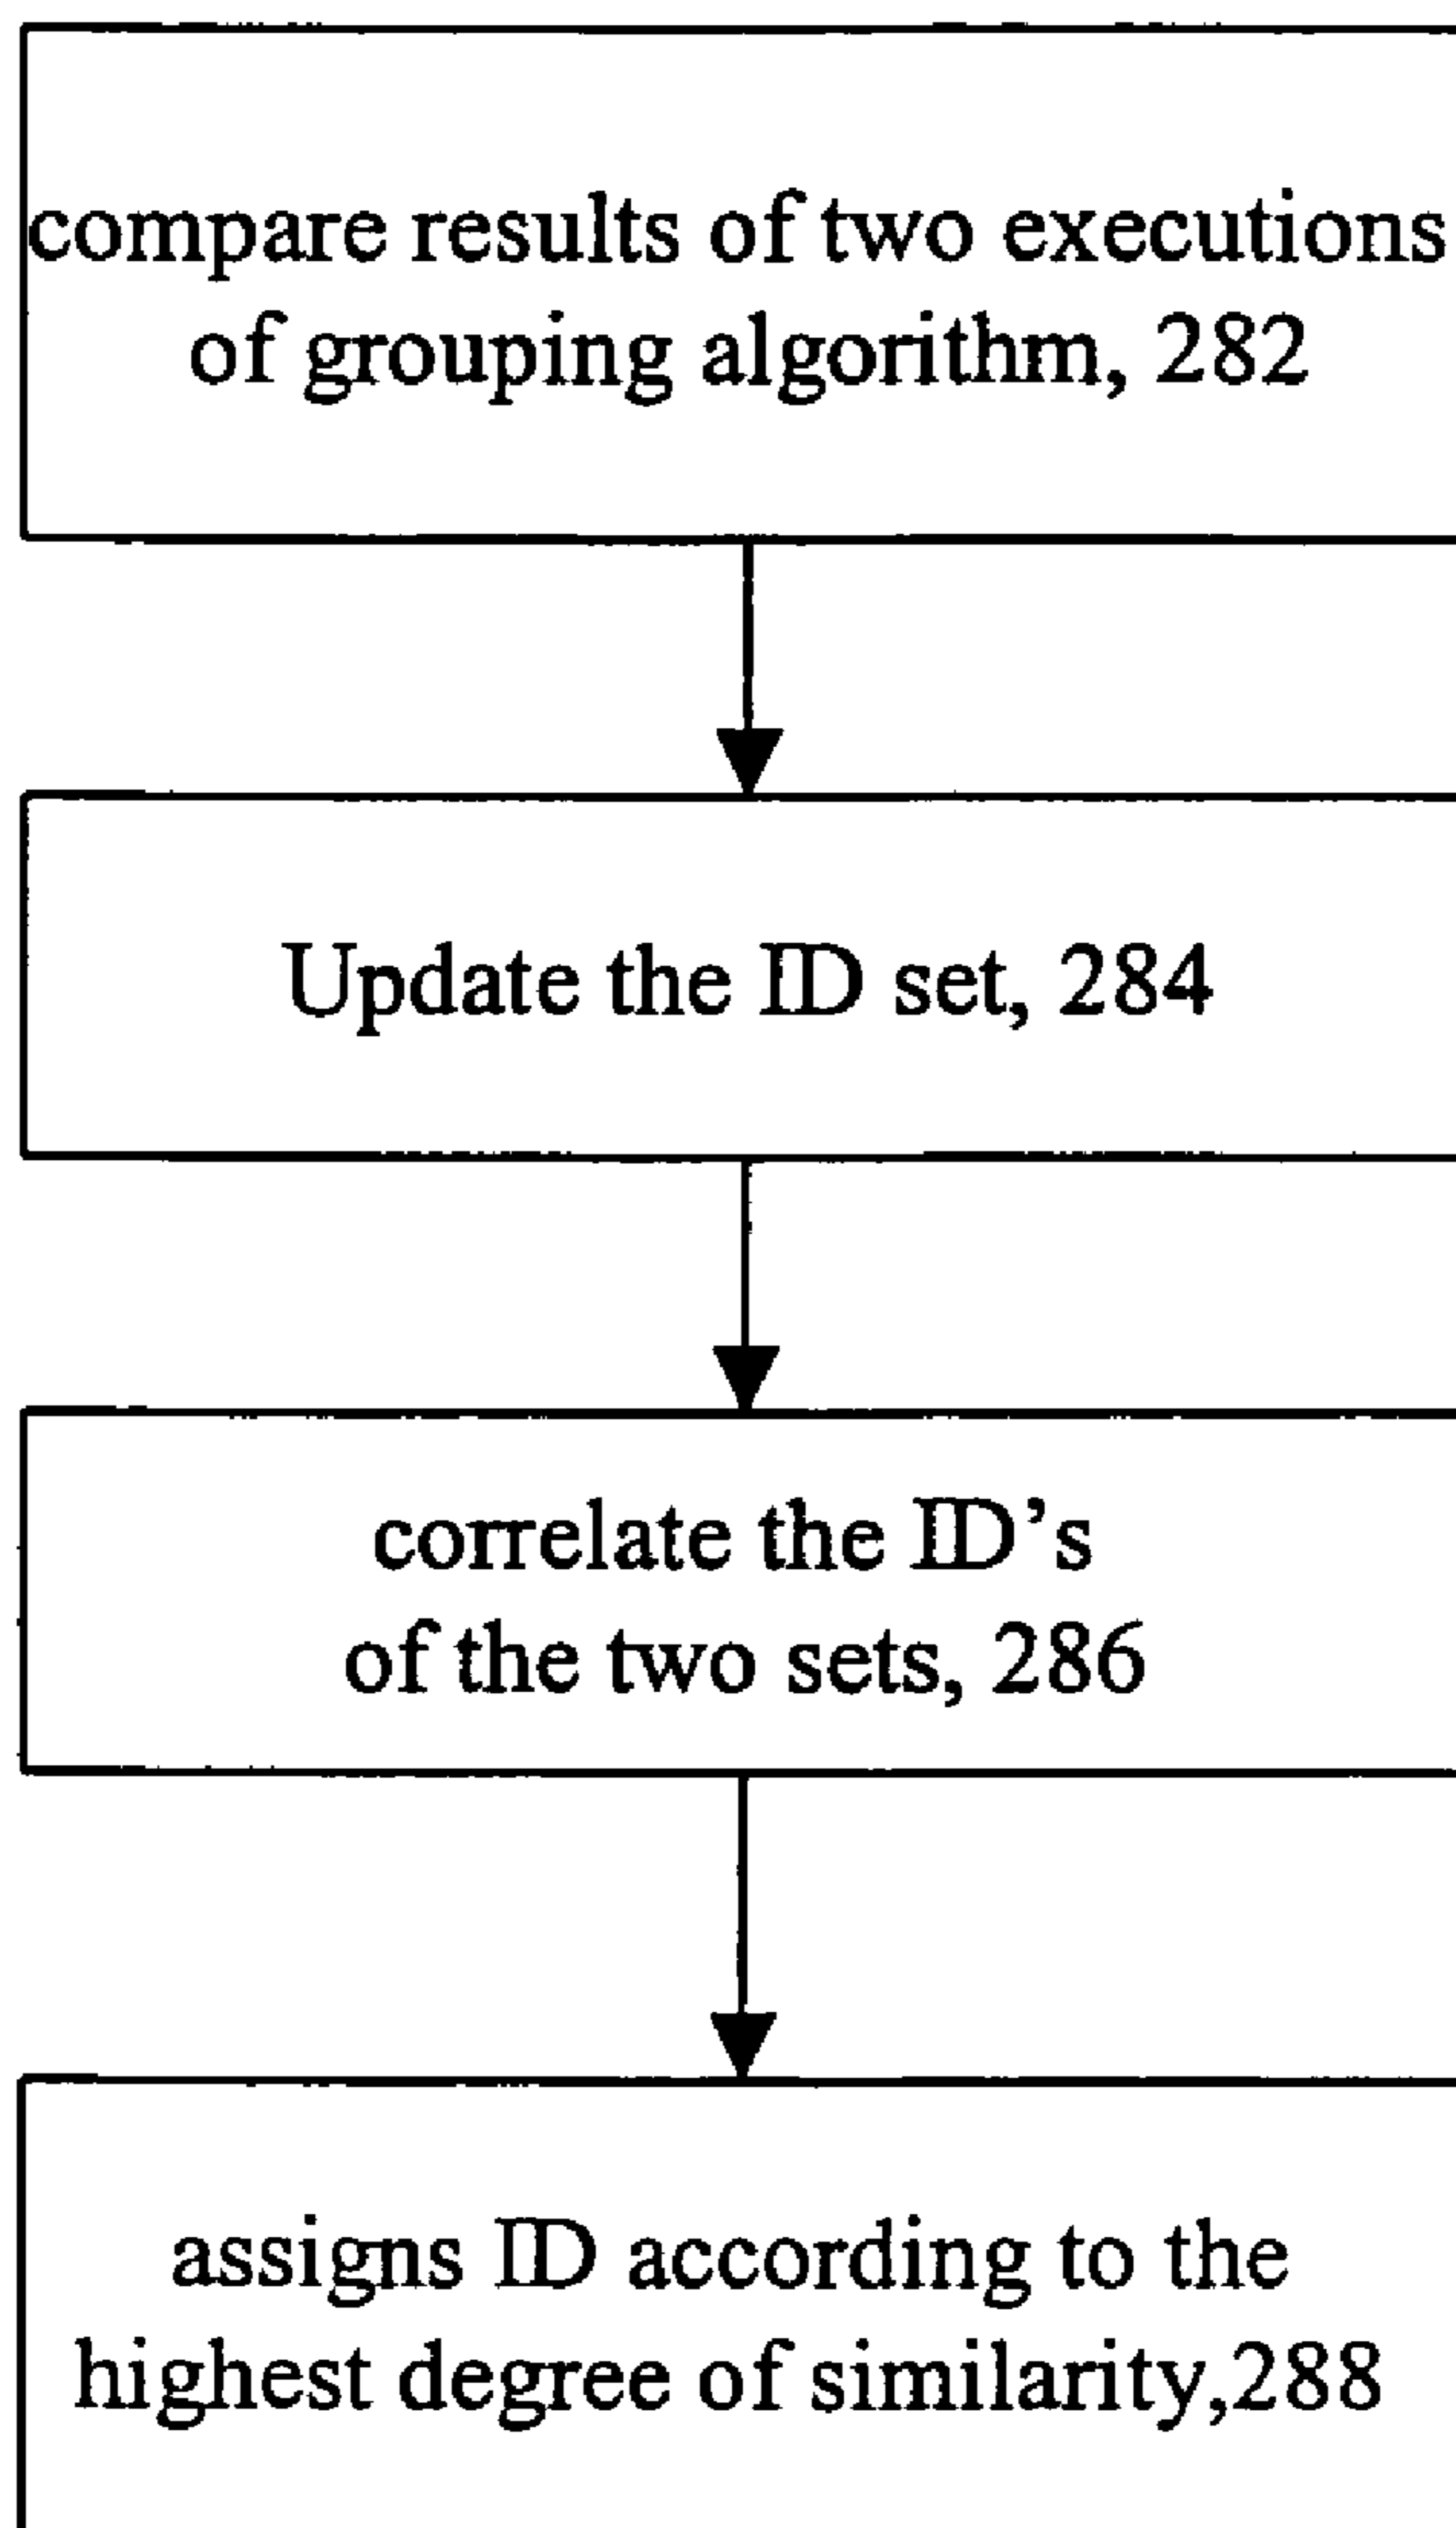 compare results of two executions
of grouping algorithm, 282
Update the ID set, 284
correlate the ID's
of the two sets, 286
assigns ID according to the
highest degree of similarity,288